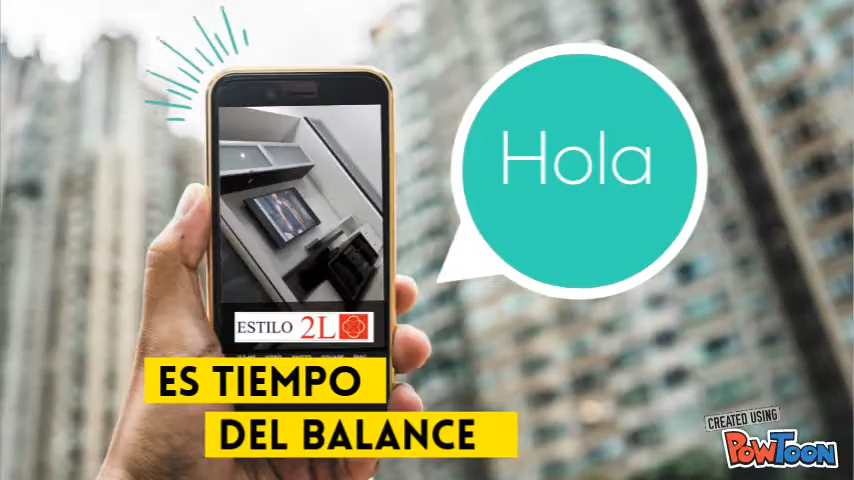 Hola
ESTILO 2L
ES TIEMPO
DEL BALANCE
CREATED USING
POWTOON